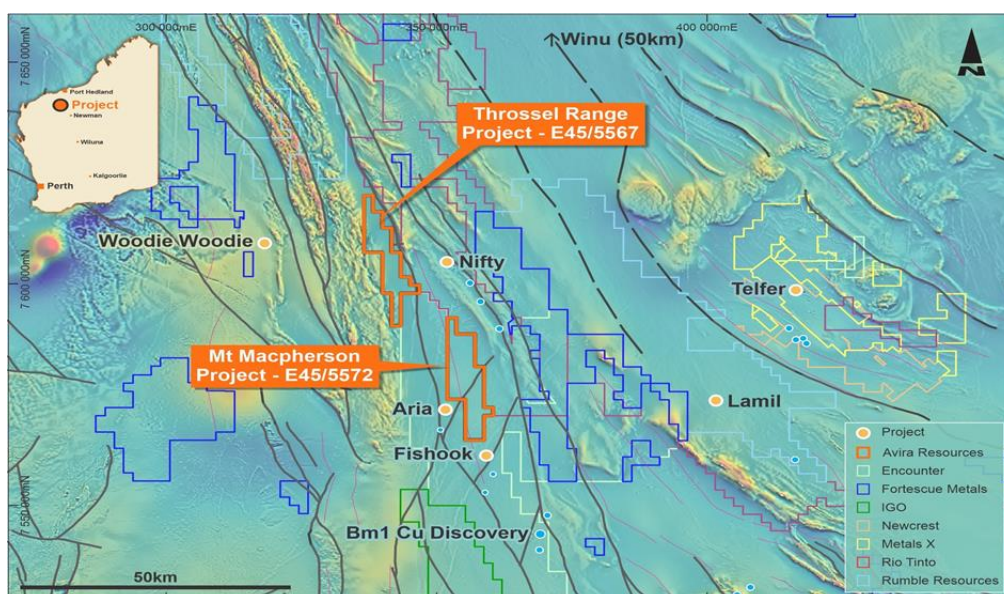 300 000mE
350 000mE
400 000mE
7 650 000mN
7 600 000mN
7 550 000mN
Port Hedland
Project
Newman
Wiluna
Kalgoorlie
Perth
Winu (50km)
N
Throssel Range
Project - E45/5567
Woodie Woodie
Nifty
Telfer
Mt Macpherson
Project - E45/5572
Aria
Lamil
Fishook
Bm1 Cu Discovery
50km
Project
Avira Resources
Encounter
Fortescue Metals
IGO
Newcrest
Metals X
Rio Tinto
Rumble Resources